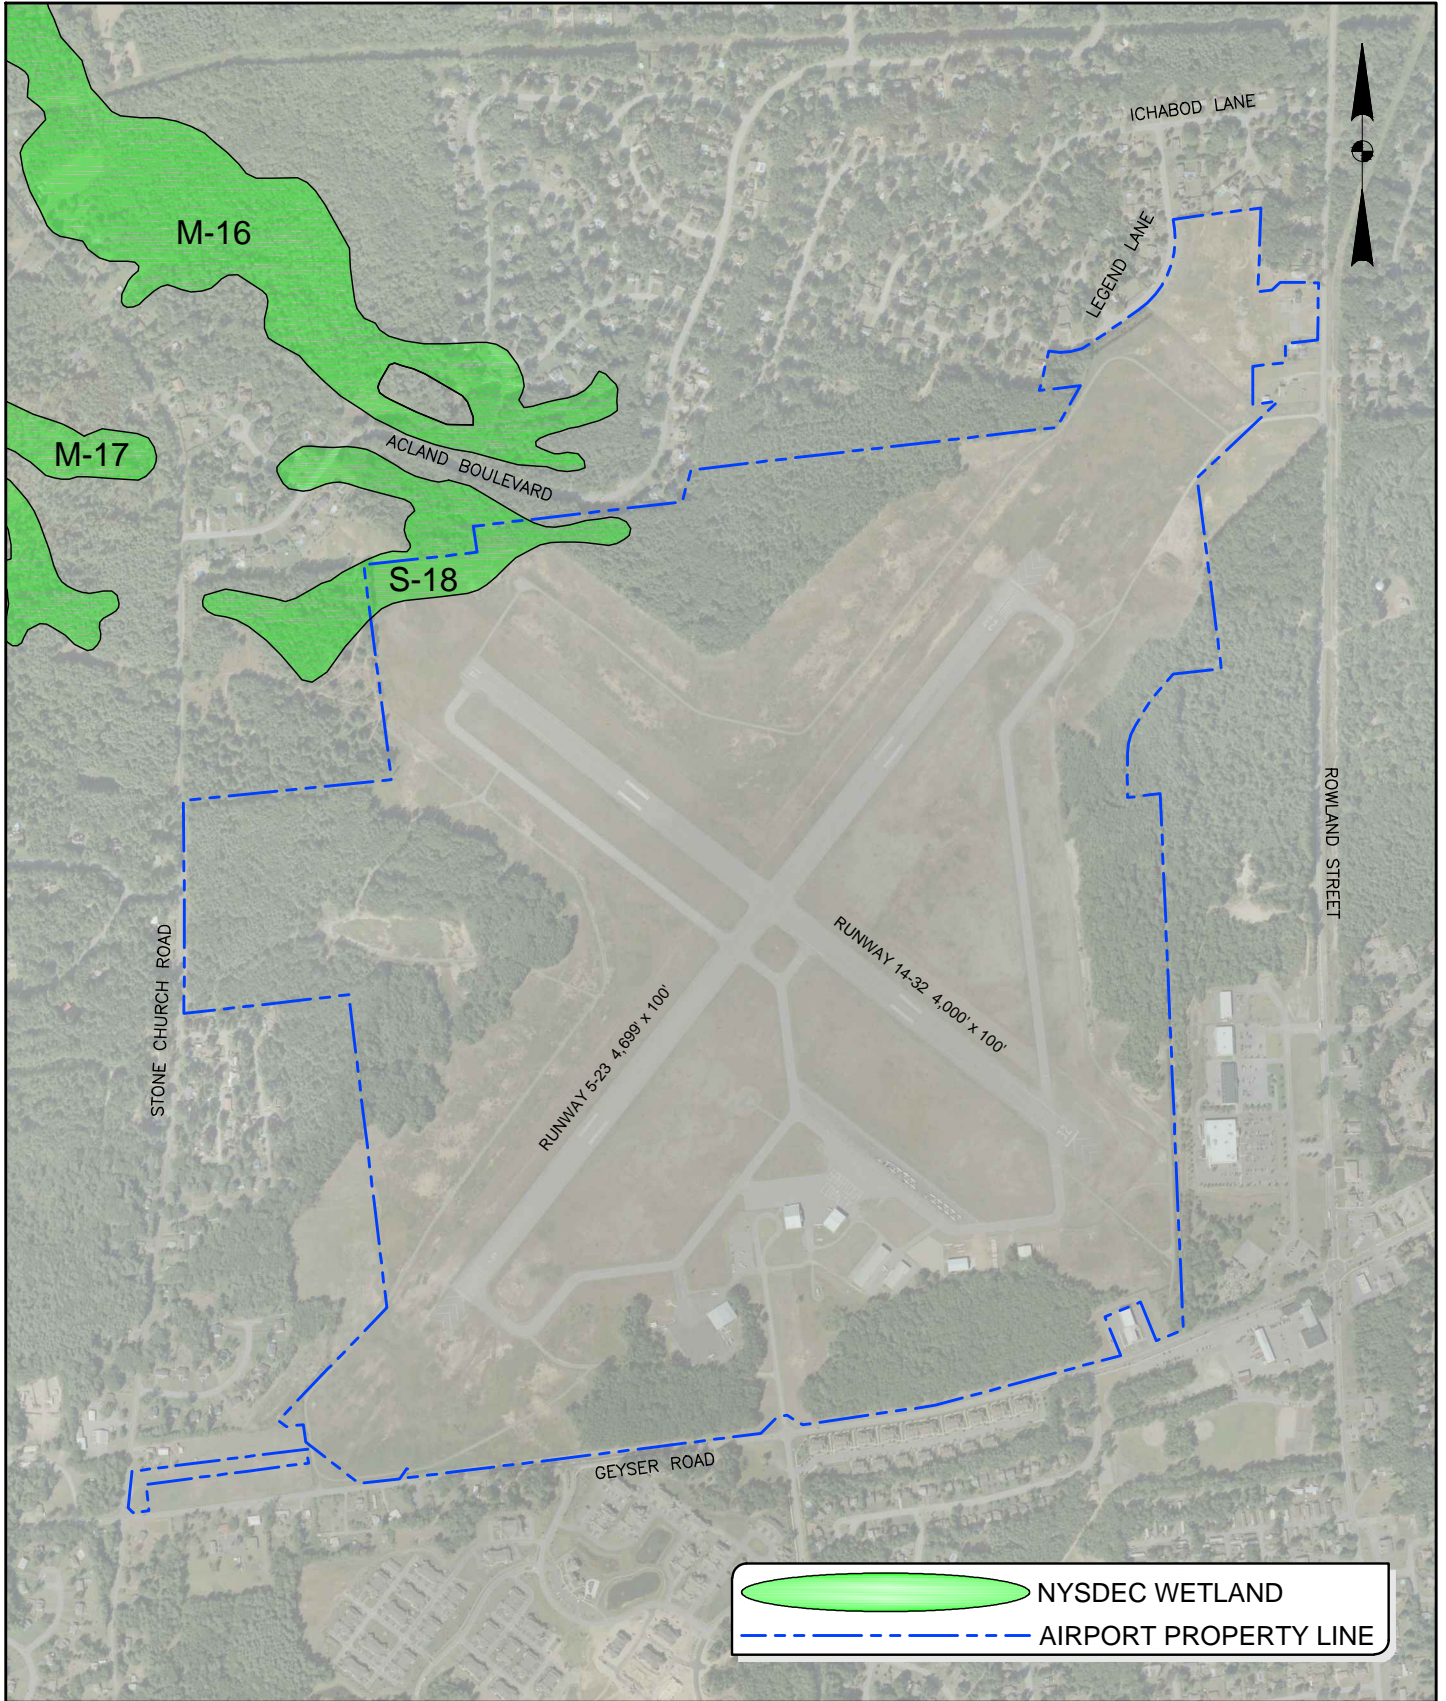 ICHABOD LANE
M-16
LEGEND LANE
M-17
ACLAND BOULEVARD
S-18
ROWLAND STREET
STONE CHURCH ROAD
RUNWAY 14-32 4,000' x 100'
RUNWAY 5-23 4,699' x 100'
GEYSER ROAD
NYSDEC WETLAND
AIRPORT PROPERTY LINE